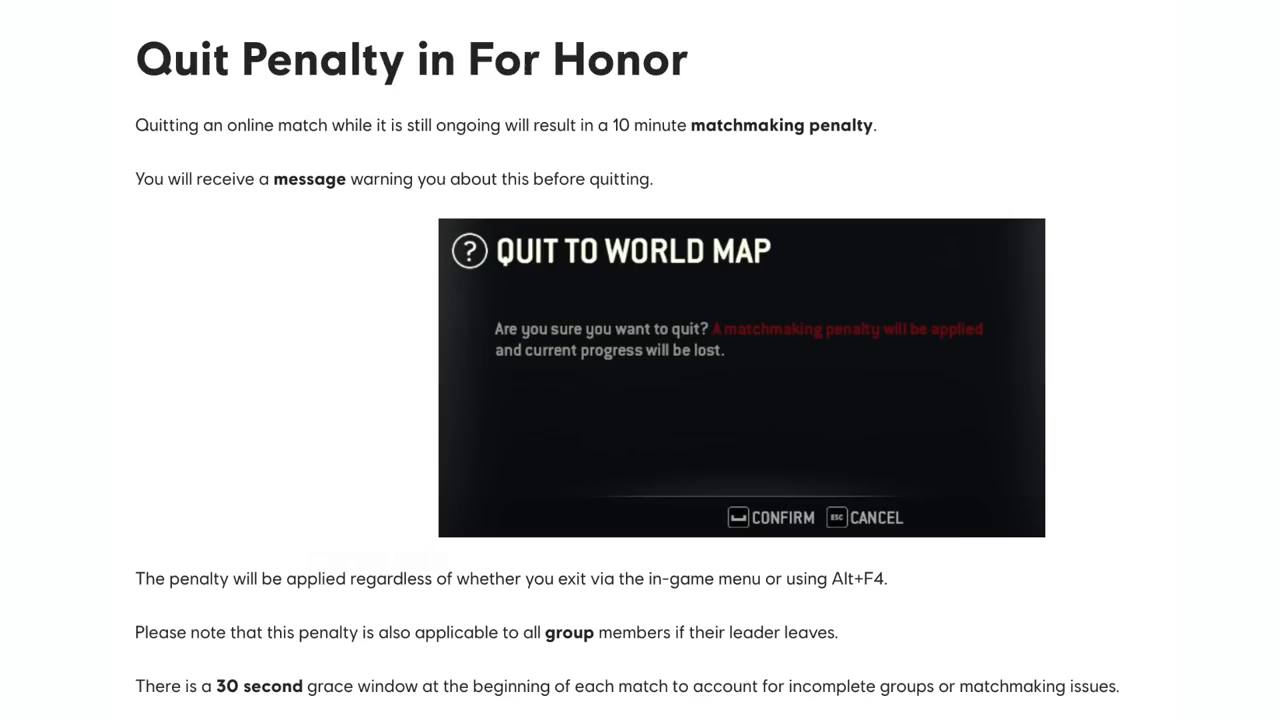 Quit Penalty in For Honor
Quitting an online match while it is still ongoing will result in a 10 minute matchmaking penalty.
You will receive a message warning you about this before quitting.
? QUIT TO WORLD MAP
Are you sure you want to quit? A matchmaking penalty will be applied
and current progress will be lost.
CONFIRM ESC CANCEL
The penalty will be applied regardless of whether you exit via the in-game menu or using Alt+F4.
Please note that this penalty is also applicable to all group members if their leader leaves.
There is a 30 second grace window at the beginning of each match to account for incomplete groups or matchmaking issues.